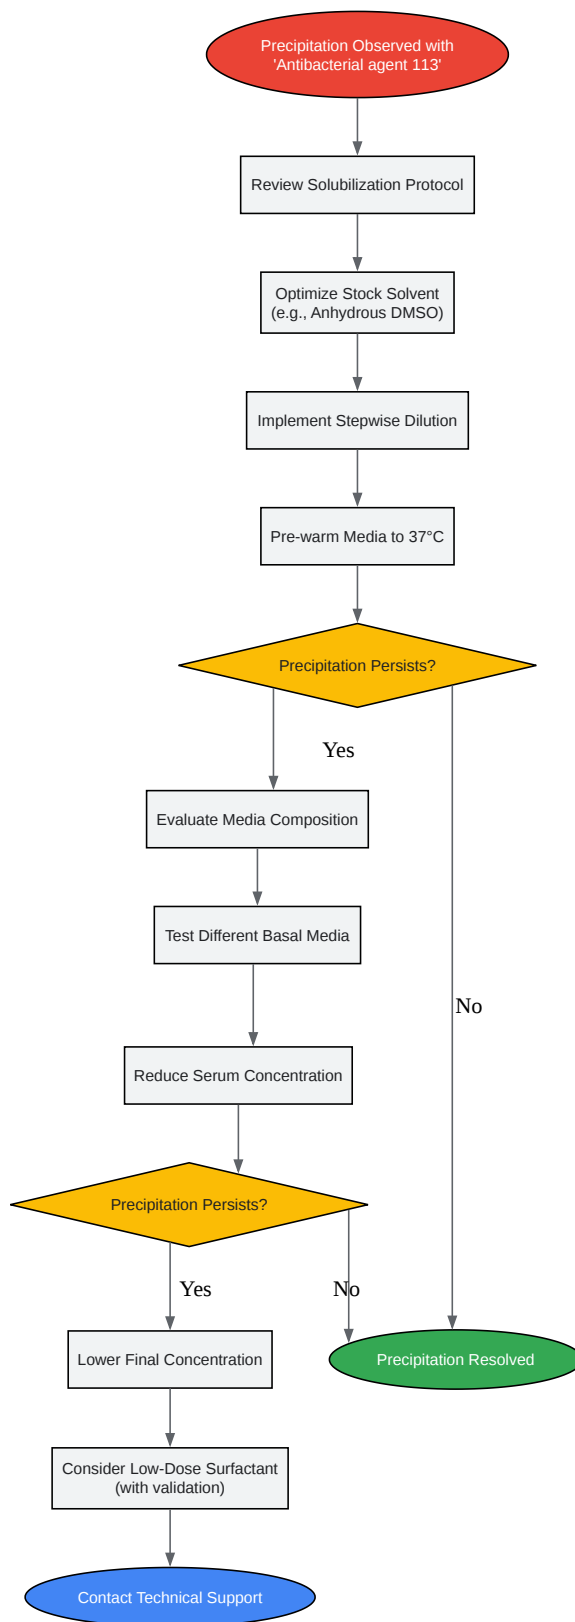 Precipitation Observed with
'Antibacterial agent 113'
Review Solubilization Protocol
Optimize Stock Solvent
(e.g., Anhydrous DMSO)
Implement Stepwise Dilution
Pre-warm Media to 37°C
Precipitation Persists?
Yes
Evaluate Media Composition
Test Different Basal Media
No
Reduce Serum Concentration
Precipitation Persists?
Yes
No
Lower Final Concentration
Precipitation Resolved
Consider Low-Dose Surfactant
(with validation)
Contact Technical Support